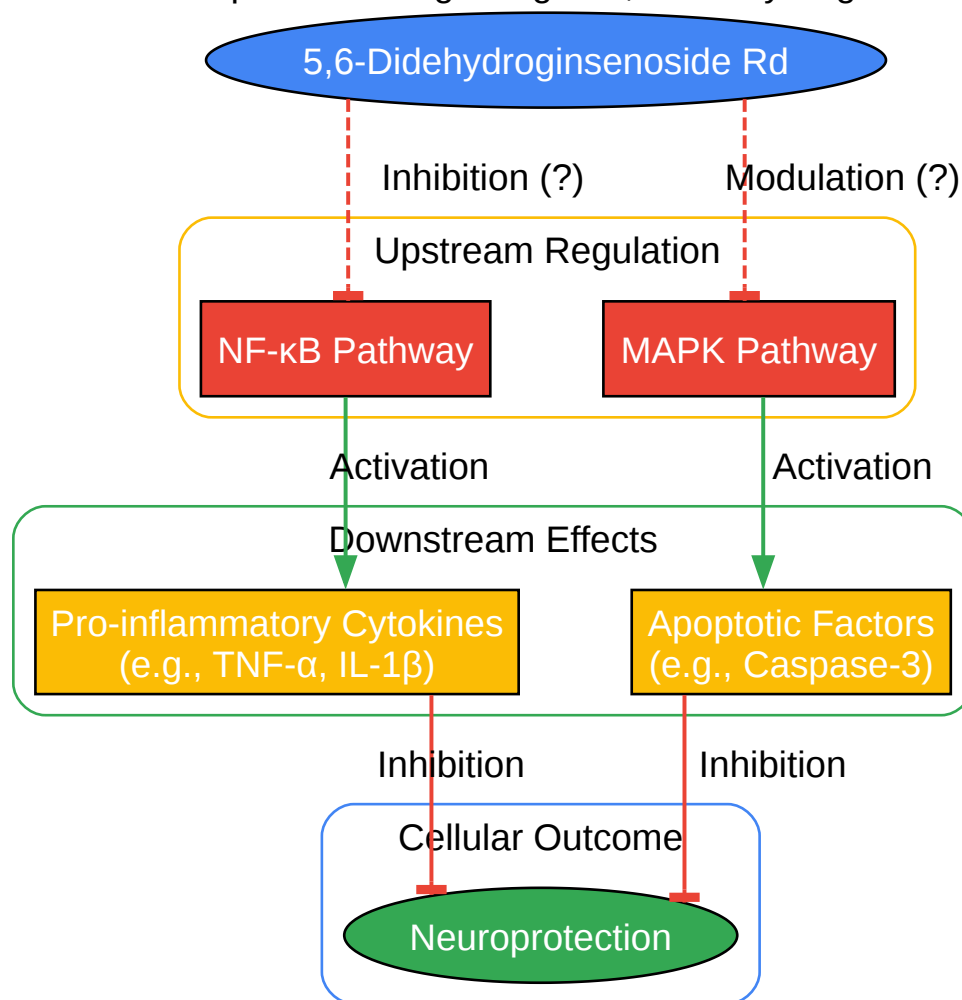 5,6-Didehydroginsenoside Rd
Inhibition (?)
Modulation (?)
Upstream Regulation
NF-κB Pathway
MAPK Pathway
Activation
Activation
Downstream Effects
Pro-inflammatory Cytokines
(e.g., TNF-α, IL-1β)
Apoptotic Factors
(e.g., Caspase-3)
Inhibition
Inhibition
Cellular Outcome
Neuroprotection